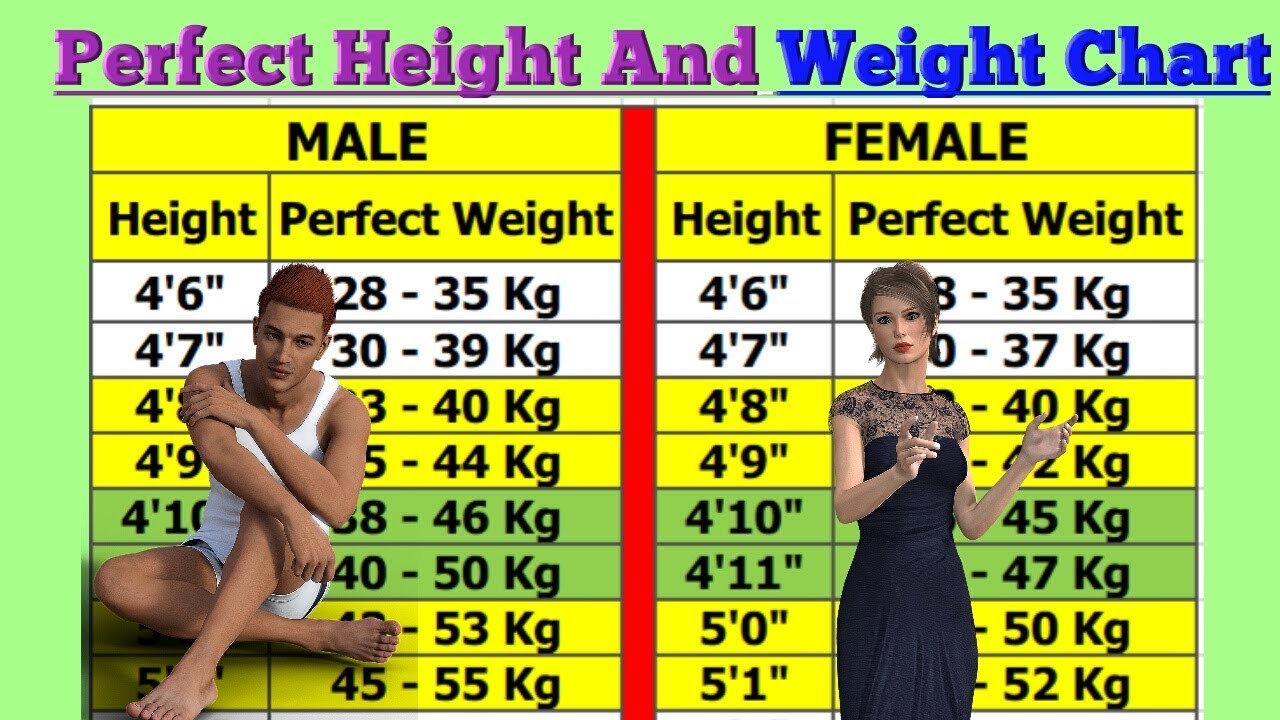 Perfect Height And Weight Chart
MALE FEMALE
Height Perfect Weight Height Perfect Weight
4'6" 28 - 35 Kg 4'6" - 35 Kg
4'7" 30 - 39 Kg 4'7" - 37 Kg
- 40 Kg 4'8" - 40 Kg
- 44 Kg 4'9" - 42 Kg
38 - 46 Kg 4'10" - 45 Kg
40 - 50 Kg 4'11" - 47 Kg
- 53 Kg 5'0" - 50 Kg
45 - 55 Kg 5'1" - 52 Kg